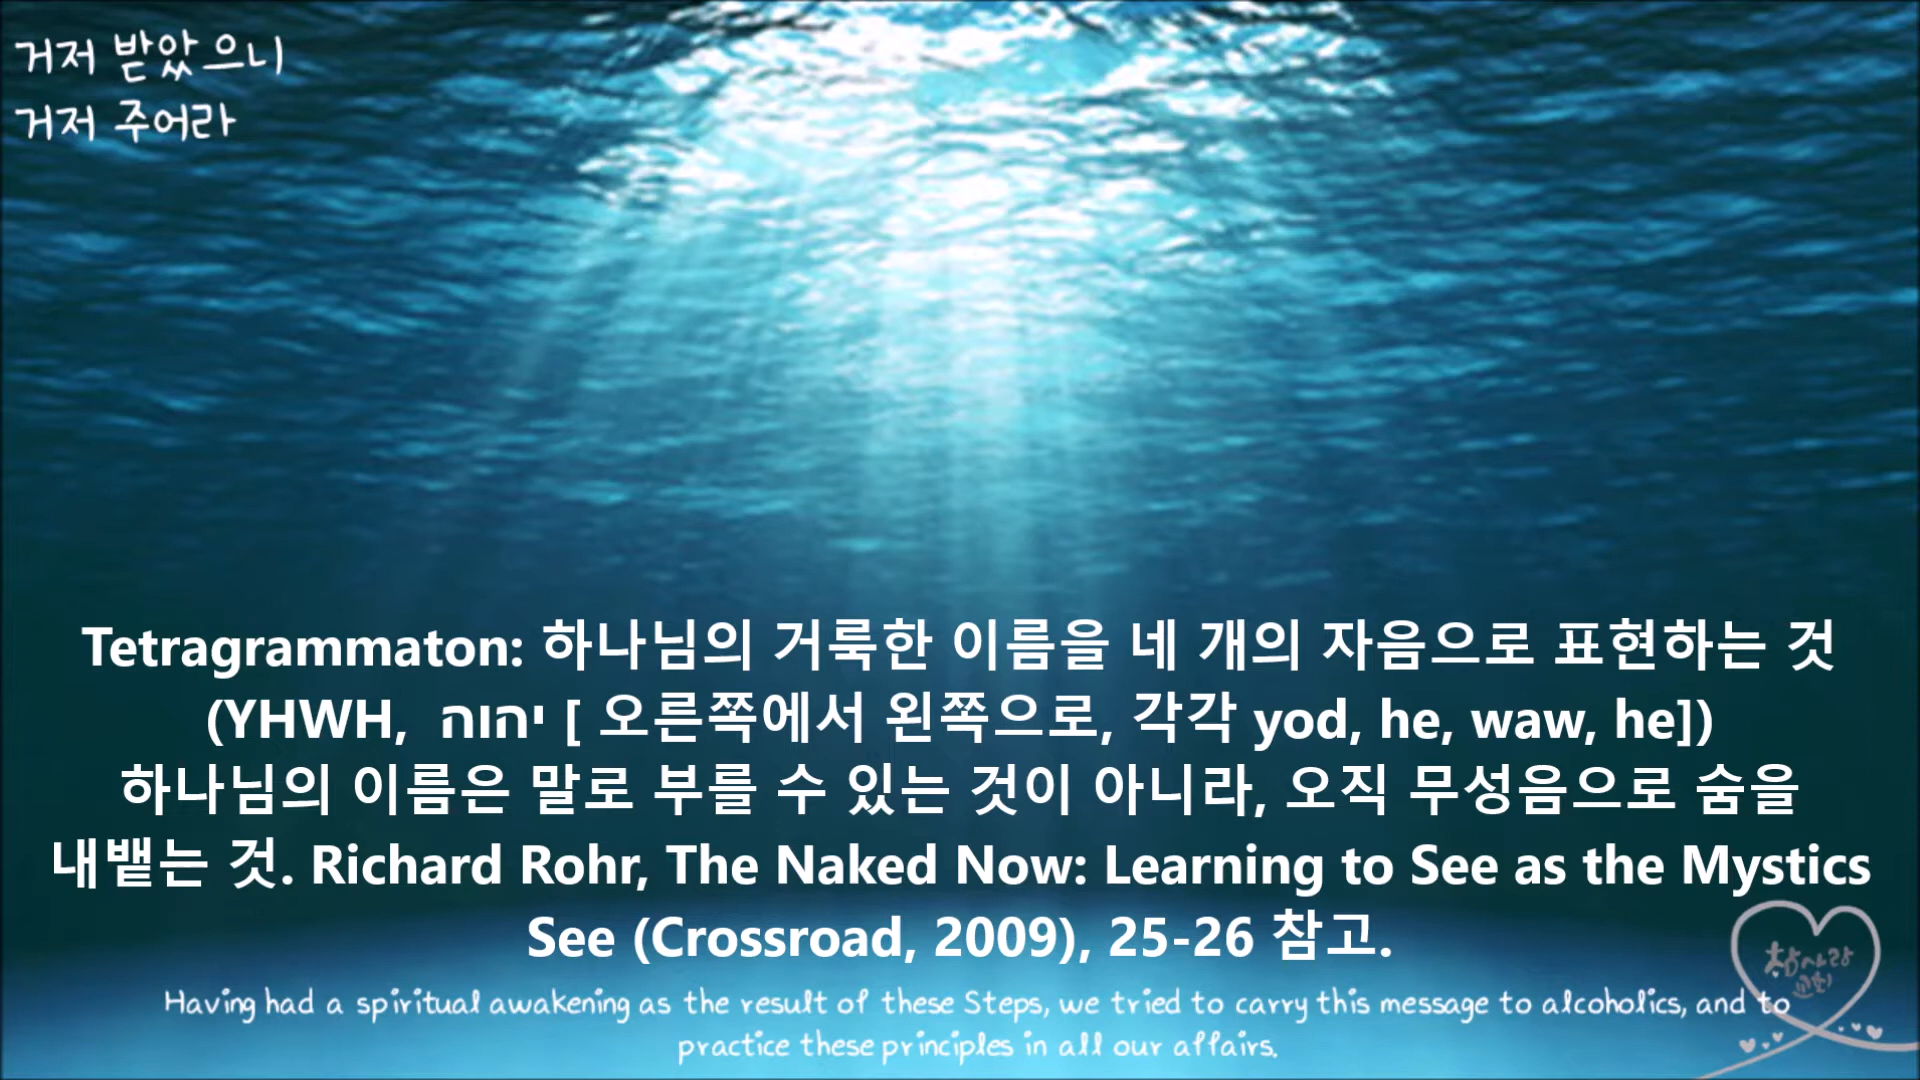 거저 받았으니
거저 주어라
Tetragrammaton: 하나님의 거룩한 이름을 네 개의 자음으로 표현하는 것
(YHWH, יהוה [ 오른쪽에서 왼쪽으로, 각각 yod, he, waw, he])
하나님의 이름은 말로 부를 수 있는 것이 아니라, 오직 무성음으로 숨을
내뱉는 것. Richard Rohr, The Naked Now: Learning to See as the Mystics
See (Crossroad, 2009), 25-26 참고.
참사랑
교회
Having had a spiritual awakening as the result of these Steps, we tried to carry this message to alcoholics, and to
practice these principles in all our affairs.